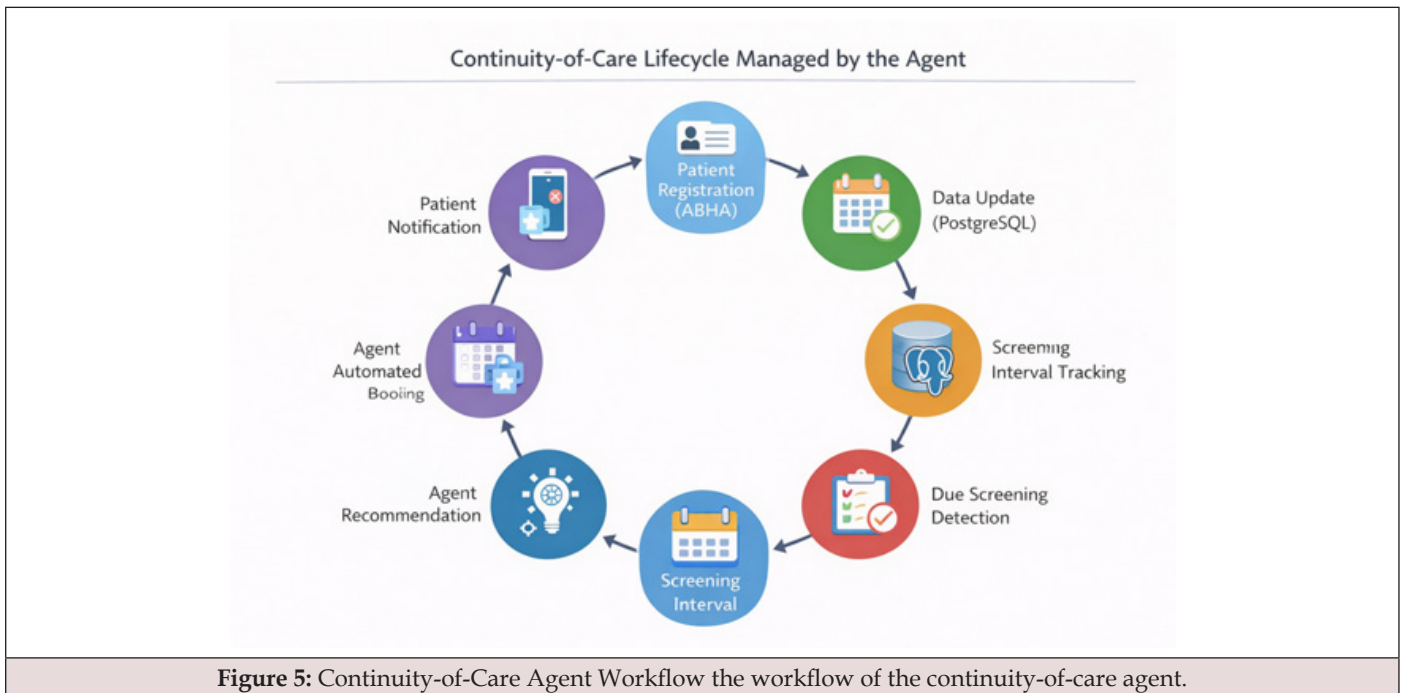 Continuity-of-Care Lifecycle Managed by the Agent
Patient
Registration
(ABHA)
Data Update
(PostgreSQL)
Screening
Interval Tracking
Due Screening
Detection
Screening
Interval
Agent
Recommendation
Agent
Automated
Booling
Patient
Notification
Figure 5: Continuity-of-Care Agent Workflow the workflow of the continuity-of-care agent.